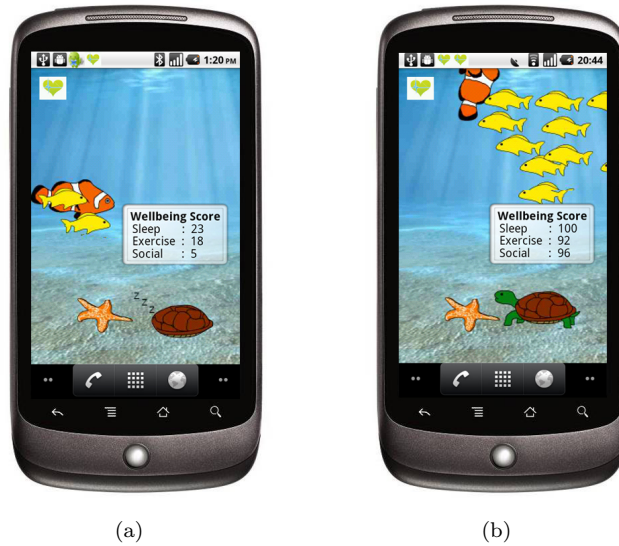 1:20 PM
Wellbeing Score
Sleep : 23
Exercise : 18
Social : 5
z
z
z
(a)
20:44
Wellbeing Score
Sleep : 100
Exercise : 92
Social : 96
(b)